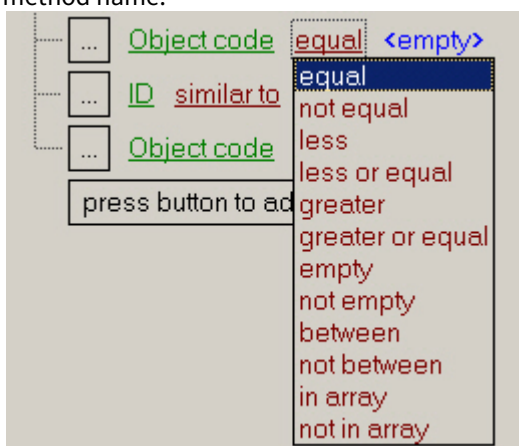 method name.
... Object code equal <empty>
equal
... ID similar to
not equal
less
... Object code
less or equal
press button to ad
greater
greater or equal
empty
not empty
between
not between
in array
not in array